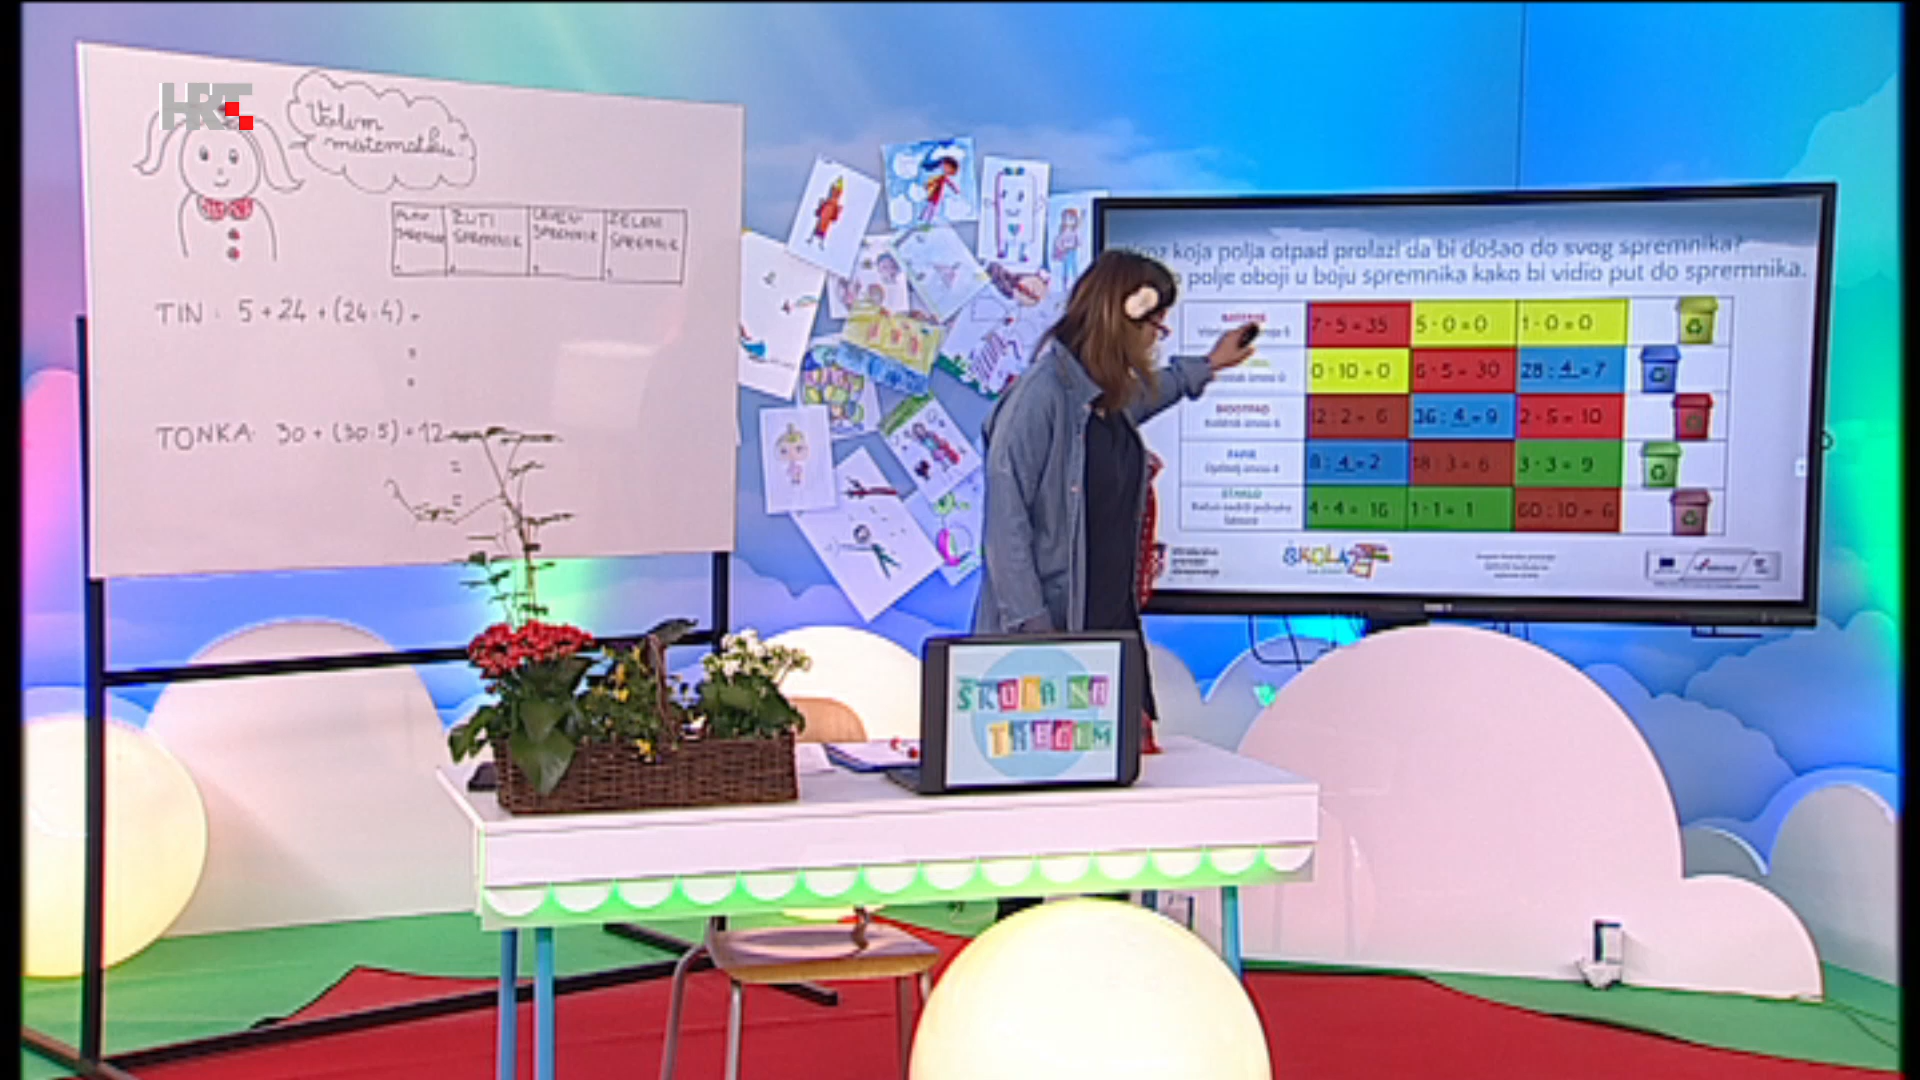 HRT
Volim
matematiku.
PLAVI ŽUTI CRVENI ZELENI
SPREMNIK SPREMNIK SPREMNIK SPREMNIK
TIN: 5 + 24 + (24:4) =
=
=
TONKA: 30 + (30:5) + 12
=
=
koja polja otpad prolazi da bi došao do svog spremnika?
polje oboji u boju spremnika kako bi vidio put do spremnika.
7 · 5 = 35 5 · 0 = 0 1 · 0 = 0
0 · 10 = 0 6 · 5 = 30 28 : 4 = 7
BIOOTPAD 12 : 2 = 6 36 : 4 = 9 2 · 5 = 10
PAPIR 8 : 4 = 2 18 : 3 = 6 3 · 3 = 9
STAKLO 4 · 4 = 16 1 · 1 = 1 60 : 10 = 6
ŠKOLA
ŠKOLA NA
TREĆEM